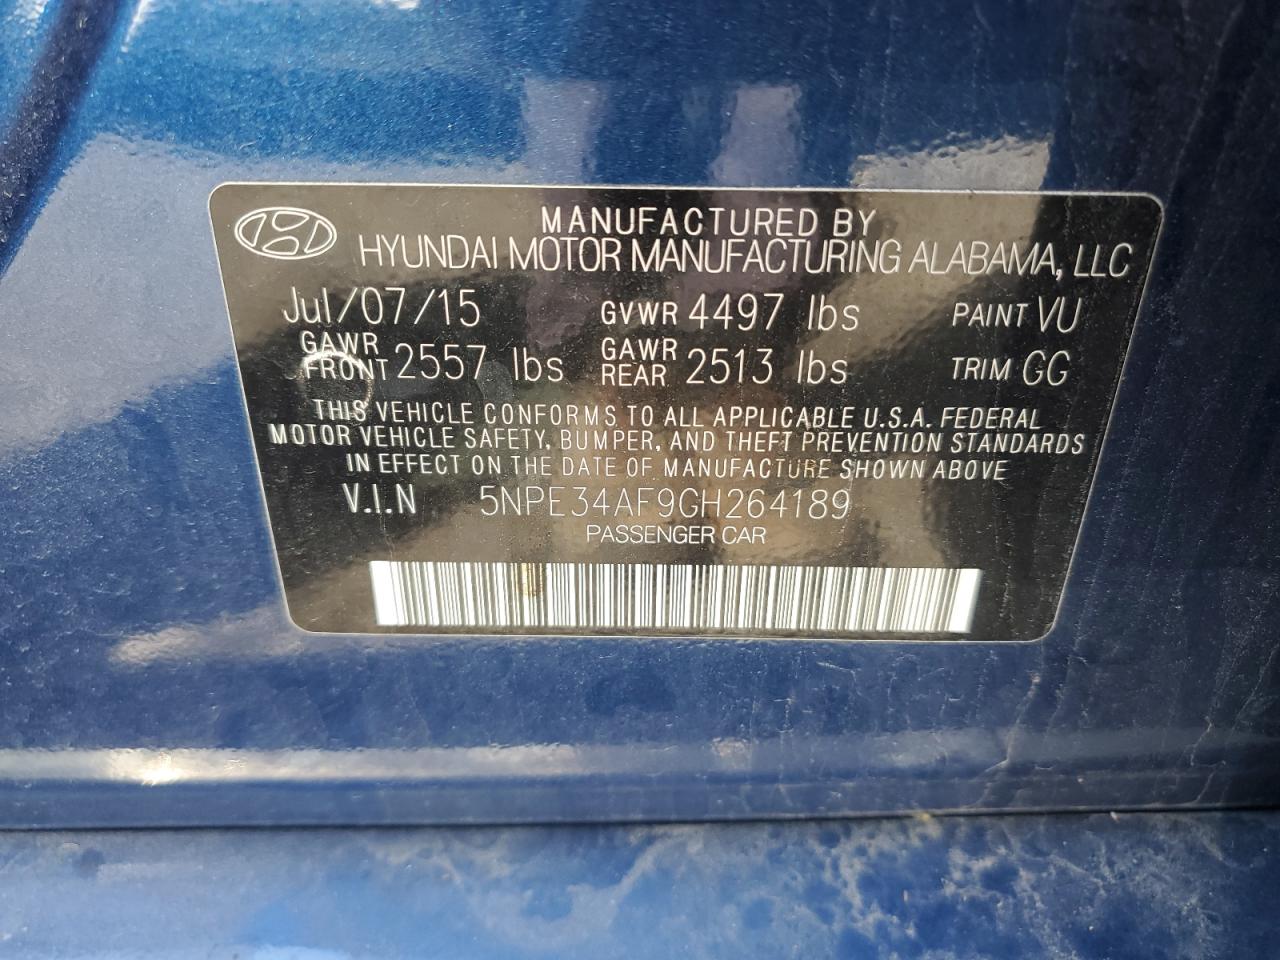 MANUFACTURED BY
HYUNDAI MOTOR MANUFACTURING ALABAMA, LLC
Jul/07/15 GVWR 4497 lbs PAINT VU
GAWR FRONT 2557 lbs GAWR REAR 2513 lbs TRIM GG
THIS VEHICLE CONFORMS TO ALL APPLICABLE U.S.A. FEDERAL
MOTOR VEHICLE SAFETY, BUMPER, AND THEFT PREVENTION STANDARDS
IN EFFECT ON THE DATE OF MANUFACTURE SHOWN ABOVE
V.I.N 5NPE34AF9GH264189
PASSENGER CAR